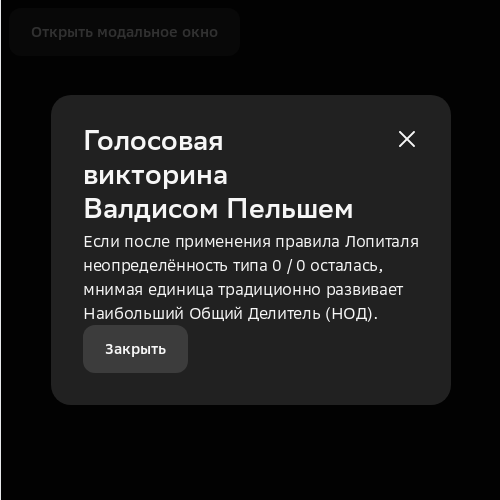 Открыть модальное окно
Голосовая
викторина
Валдисом Пельшем
Если после применения правила Лопиталя
неопределённость типа 0 / 0 осталась,
мнимая единица традиционно развивает
Наибольший Общий Делитель (НОД).
Закрыть